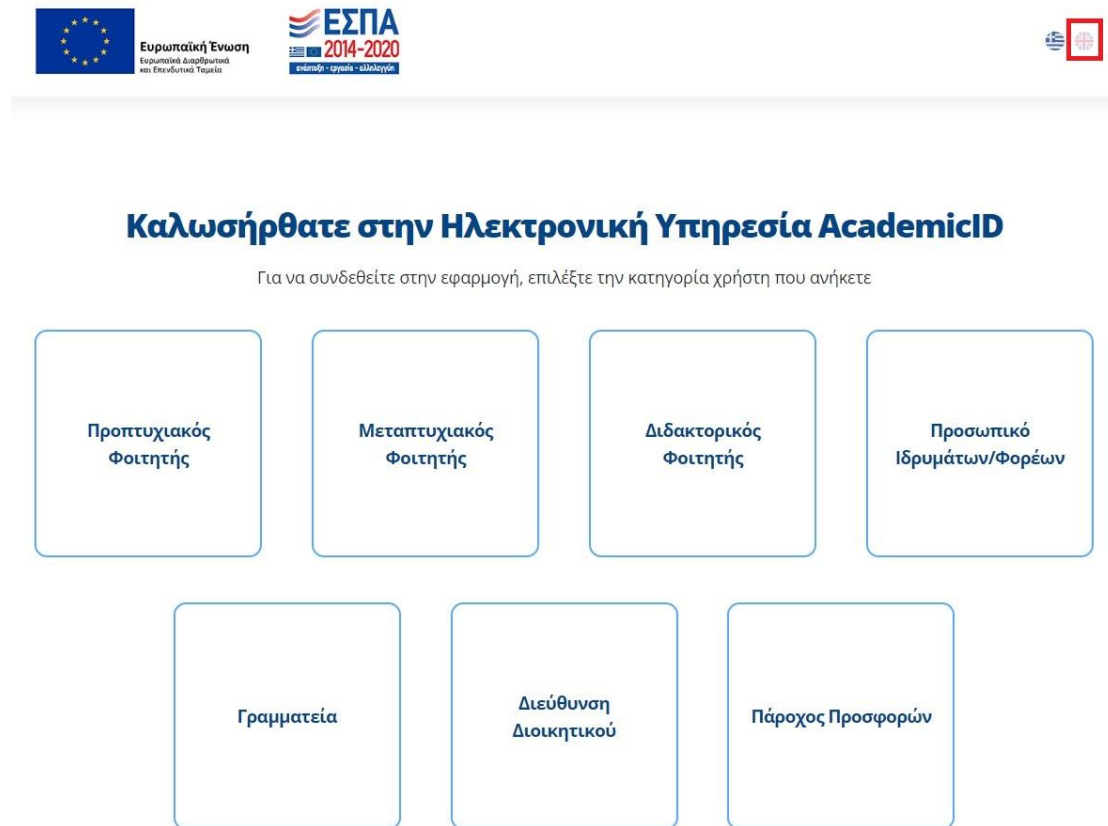 Ευρωπαϊκή Ένωση
Ευρωπαϊκά Διαρθρωτικά
και Επενδυτικά Ταμεία
ΕΣΠΑ
2014-2020
ανάπτυξη - εργασία - αλληλεγγύη
Καλωσήρθατε στην Ηλεκτρονική Υπηρεσία AcademicID
Για να συνδεθείτε στην εφαρμογή, επιλέξτε την κατηγορία χρήστη που ανήκετε
Προπτυχιακός
Φοιτητής
Μεταπτυχιακός
Φοιτητής
Διδακτορικός
Φοιτητής
Προσωπικό
Ιδρυμάτων/Φορέων
Γραμματεία
Διεύθυνση
Διοικητικού
Πάροχος Προσφορών